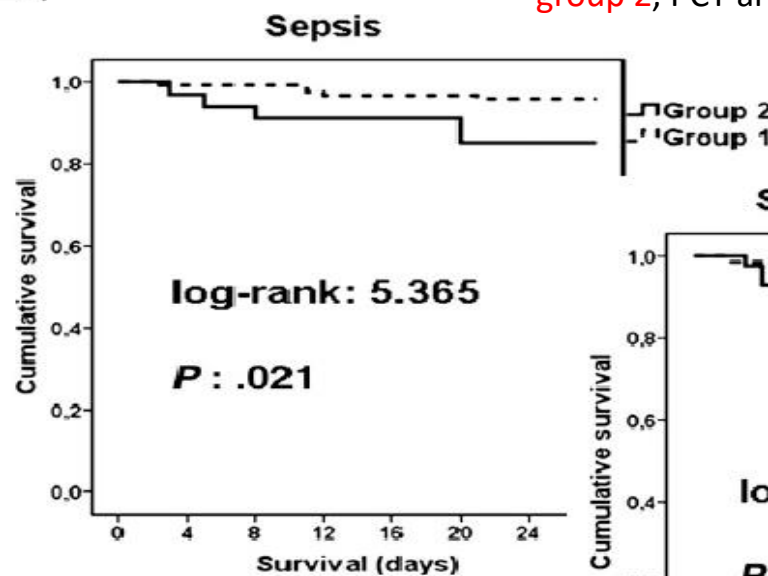 group 2, PCT
Sepsis
1,0
0,8
0,6
0,4
0,2
0,0
Cumulative survival
log-rank: 5.365
P : .021
0 4 8 12 16 20 24
Survival (days)
Group 2
Group 1
S
1,0
0,8
0,6
0,4
Cumulative survival
lo
P